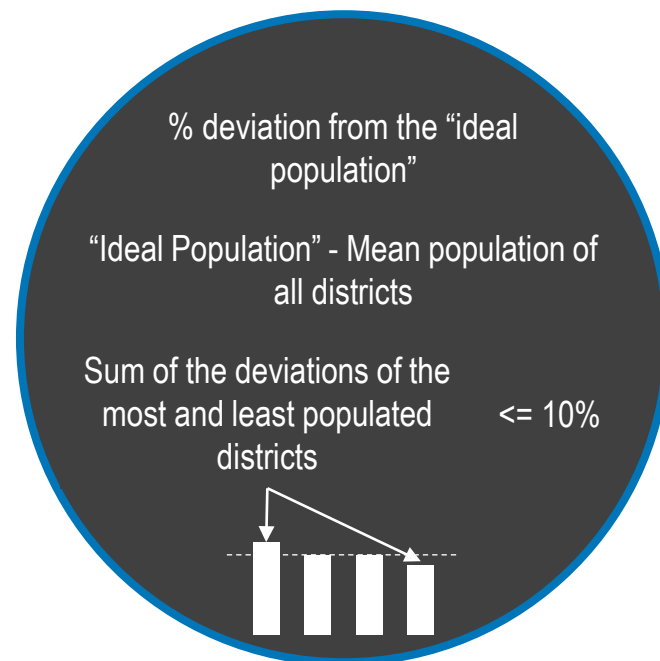 % deviation from the “ideal
population”
“Ideal Population” - Mean population of
all districts
Sum of the deviations of the
most and least populated
districts
<= 10%